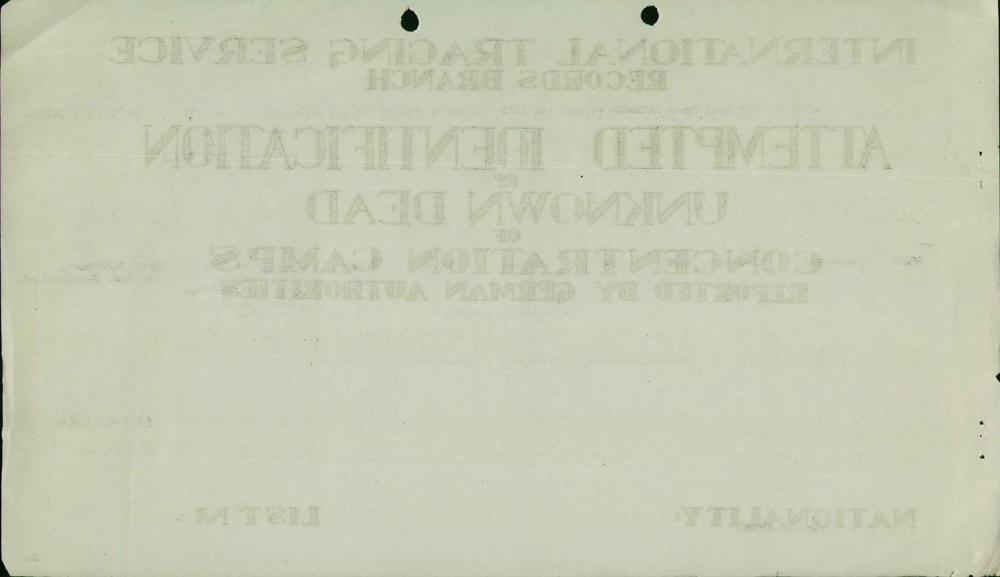 INTERNATIONAL TRACING SERVICE
RECORDS BRANCH
ATTEMPTED IDENTIFICATION
OF
UNKNOWN DEAD
OF
CONCENTRATION CAMPS
REPORTED BY GERMAN AUTHORITIES
NATIONALITY: LIST Nº